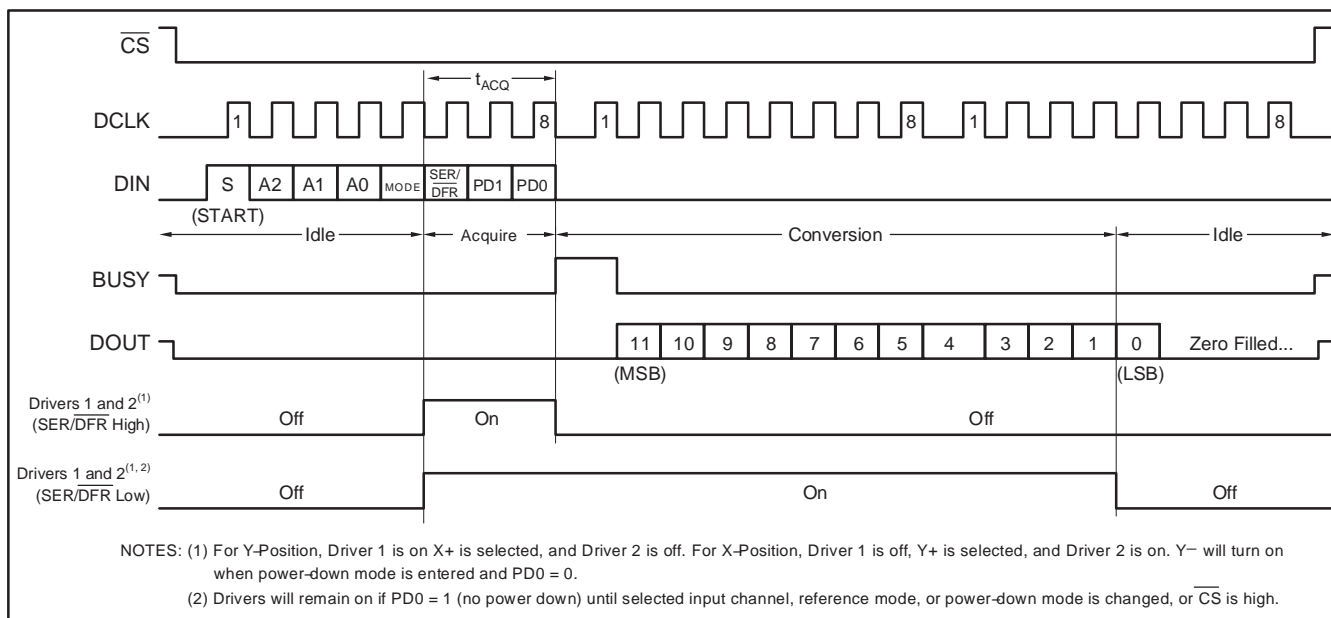 CS
t_ACQ
DCLK 1 8 1 8 1 8
DIN S A2 A1 A0 MODE SER/DFR PD1 PD0
(START)
Idle Acquire Conversion Idle
BUSY
DOUT 11 10 9 8 7 6 5 4 3 2 1 0 Zero Filled...
(MSB) (LSB)
Drivers 1 and 2(1)
(SER/DFR High) Off On Off
Drivers 1 and 2(1, 2)
(SER/DFR Low) Off On Off
NOTES: (1) For Y-Position, Driver 1 is on X+ is selected, and Driver 2 is off. For X-Position, Driver 1 is off, Y+ is selected, and Driver 2 is on. Y− will turn on
when power-down mode is entered and PD0 = 0.
(2) Drivers will remain on if PD0 = 1 (no power down) until selected input channel, reference mode, or power-down mode is changed, or CS is high.